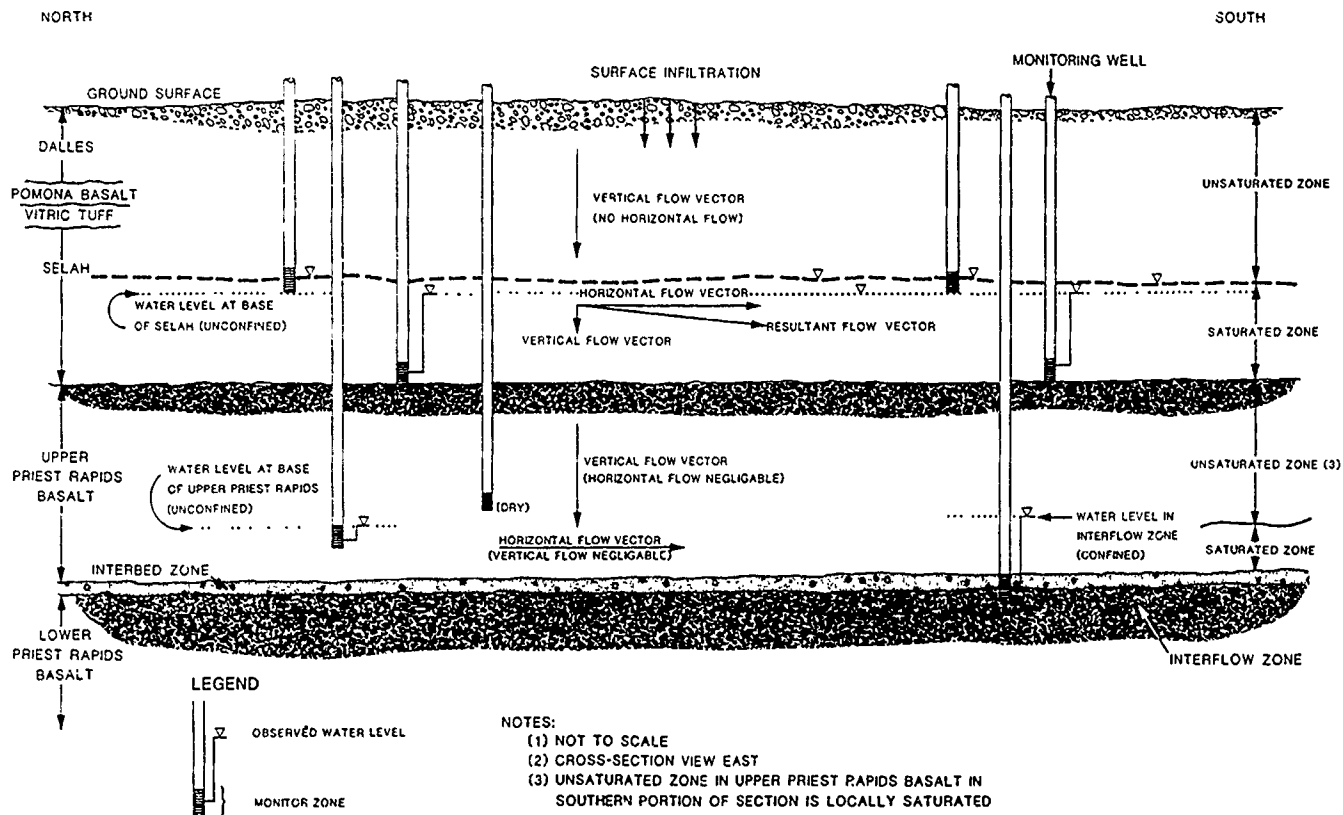 NORTH
SOUTH
MONITORING WELL
SURFACE INFILTRATION
GROUND SURFACE
DALLES
POMONA BASALT
VITRIC TUFF
SELAH
VERTICAL FLOW VECTOR
(NO HORIZONTAL FLOW)
UNSATURATED ZONE
WATER LEVEL AT BASE
OF SELAH (UNCONFINED)
HORIZONTAL FLOW VECTOR
RESULTANT FLOW VECTOR
VERTICAL FLOW VECTOR
SATURATED ZONE
UPPER
PRIEST RAPIDS
BASALT
WATER LEVEL AT BASE
OF UPPER PRIEST RAPIDS
(UNCONFINED)
VERTICAL FLOW VECTOR
(HORIZONTAL FLOW NEGLIGABLE)
(DRY)
UNSATURATED ZONE (3)
HORIZONTAL FLOW VECTOR
(VERTICAL FLOW NEGLIGABLE)
WATER LEVEL IN
INTERFLOW ZONE
(CONFINED)
SATURATED ZONE
INTERBED ZONE
LOWER
PRIEST RAPIDS
BASALT
INTERFLOW ZONE
LEGEND
OBSERVED WATER LEVEL
MONITOR ZONE
NOTES:
(1) NOT TO SCALE
(2) CROSS-SECTION VIEW EAST
(3) UNSATURATED ZONE IN UPPER PRIEST RAPIDS BASALT IN
SOUTHERN PORTION OF SECTION IS LOCALLY SATURATED